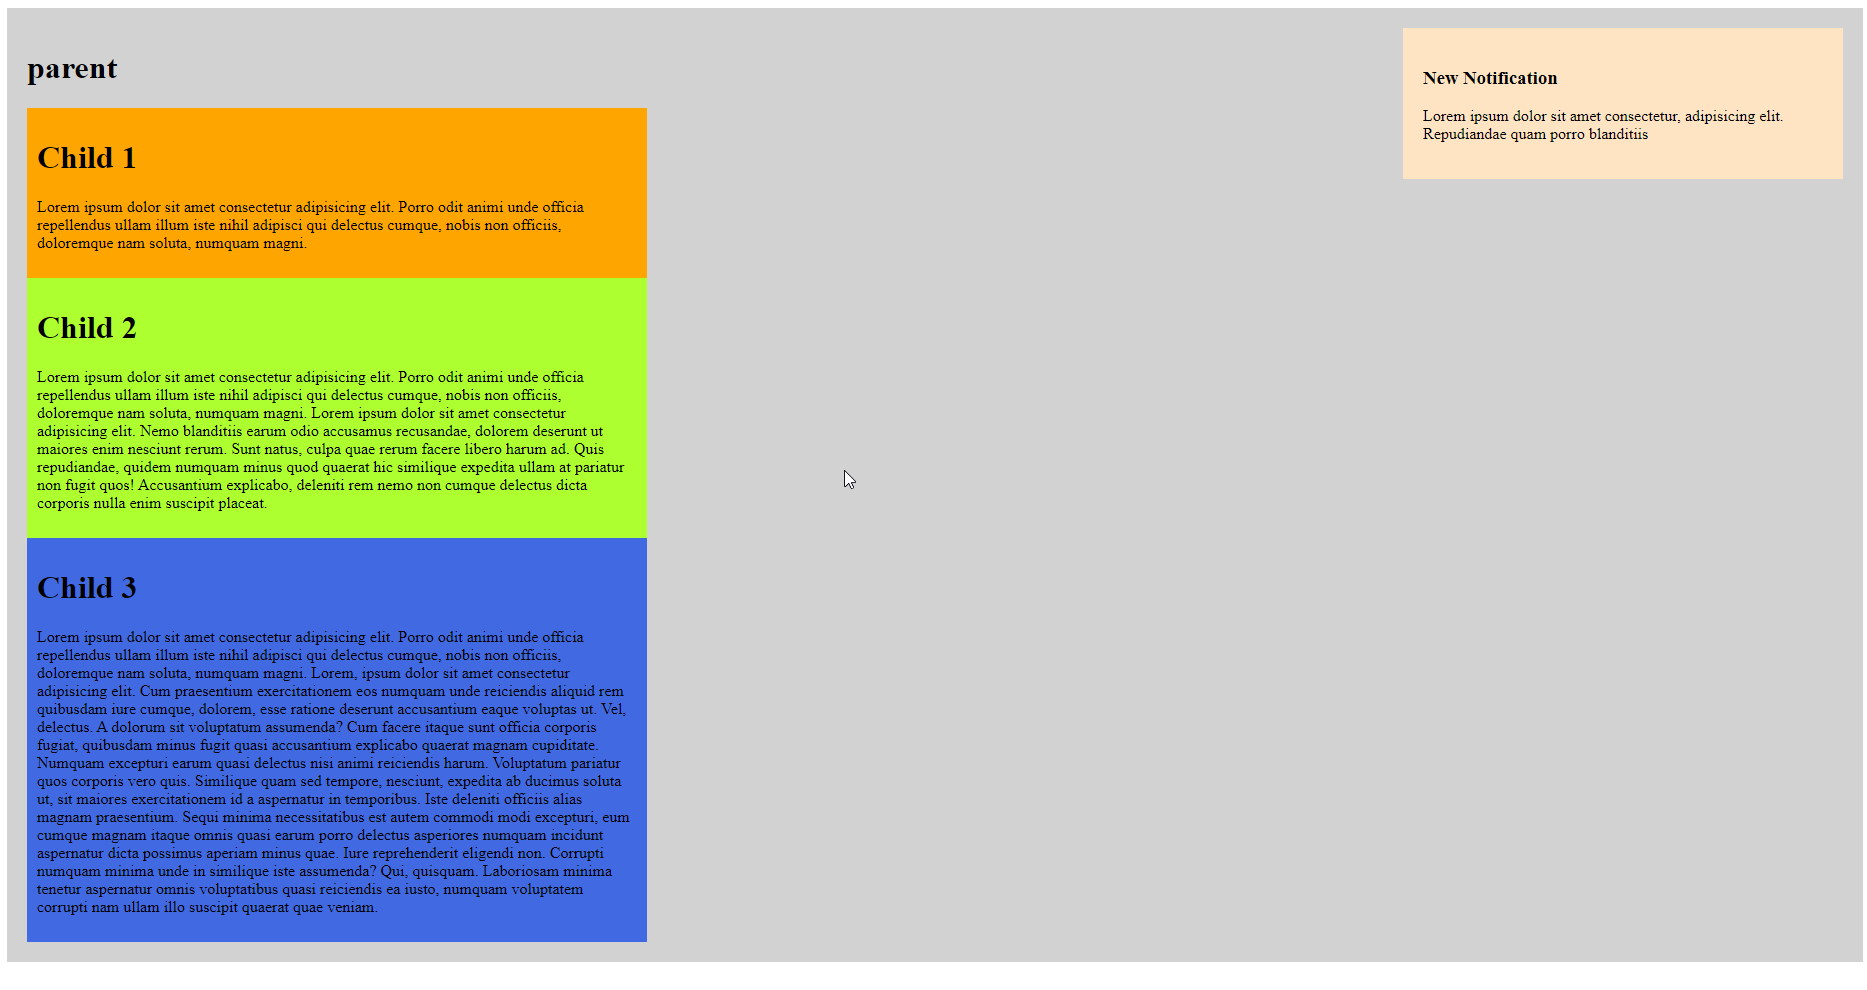 parent
Child 1
Lorem ipsum dolor sit amet consectetur adipisicing elit. Porro odit animi unde officia
repellendus ullam illum iste nihil adipisci qui delectus cumque, nobis non officiis,
doloremque nam soluta, numquam magni.
Child 2
Lorem ipsum dolor sit amet consectetur adipisicing elit. Porro odit animi unde officia
repellendus ullam illum iste nihil adipisci qui delectus cumque, nobis non officiis,
doloremque nam soluta, numquam magni. Lorem ipsum dolor sit amet consectetur
adipisicing elit. Nemo blanditiis earum odio accusamus recusandae, dolorem deserunt ut
maiores enim nesciunt rerum. Sunt natus, culpa quae rerum facere libero harum ad. Quis
repudiandae, quidem numquam minus quod quaerat hic similique expedita ullam at pariatur
non fugit quos! Accusantium explicabo, deleniti rem nemo non cumque delectus dicta
corporis nulla enim suscipit placeat.
Child 3
Lorem ipsum dolor sit amet consectetur adipisicing elit. Porro odit animi unde officia
repellendus ullam illum iste nihil adipisci qui delectus cumque, nobis non officiis,
doloremque nam soluta, numquam magni. Lorem, ipsum dolor sit amet consectetur
adipisicing elit. Cum praesentium exercitationem eos numquam unde reiciendis aliquid rem
quibusdam iure cumque, dolorem, esse ratione deserunt accusantium eaque voluptas ut. Vel,
delectus. A dolorum sit voluptatum assumenda? Cum facere itaque sunt officia corporis
fugiat, quibusdam minus fugit quasi accusantium explicabo quaerat magnam cupiditate.
Numquam excepturi earum quasi delectus nisi animi reiciendis harum. Voluptatum pariatur
quos corporis vero quis. Similique quam sed tempore, nesciunt, expedita ab ducimus soluta
ut, sit maiores exercitationem id a aspernatur in temporibus. Iste deleniti officiis alias
magnam praesentium. Sequi minima necessitatibus est autem commodi modi excepturi, eum
cumque magnam itaque omnis quasi earum porro delectus asperiores numquam incidunt
aspernatur dicta possimus aperiam minus quae. Iure reprehenderit eligendi non. Corrupti
numquam minima unde in similique iste assumenda? Qui, quisquam. Laboriosam minima
tenetur aspernatur omnis voluptatibus quasi reiciendis ea iusto, numquam voluptatem
corrupti nam ullam illo suscipit quaerat quae veniam.
New Notification
Lorem ipsum dolor sit amet consectetur, adipisicing elit.
Repudiandae quam porro blanditiis